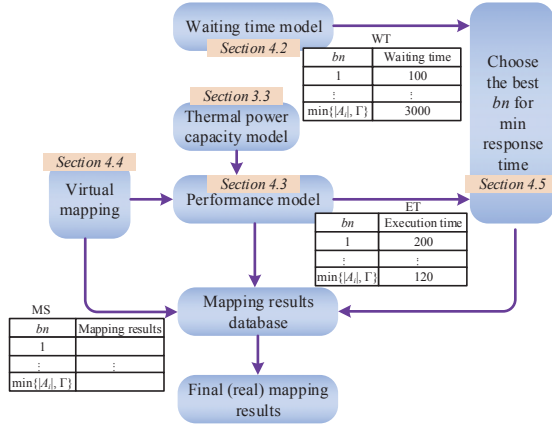 Waiting time model
Section 4.2
WT
bn Waiting time
1 100
⋮ ⋮
min{|Ai|, Γ} 3000
Choose
the best
bn for
min
response
time
Section 4.5
Section 3.3
Thermal power
capacity model
Section 4.4
Virtual
mapping
Section 4.3
Performance model
ET
bn Execution time
1 200
⋮ ⋮
min{|Ai|, Γ} 120
Mapping results
database
MS
bn Mapping results
1
⋮ ⋮
min{|Ai|, Γ}
Final (real) mapping
results